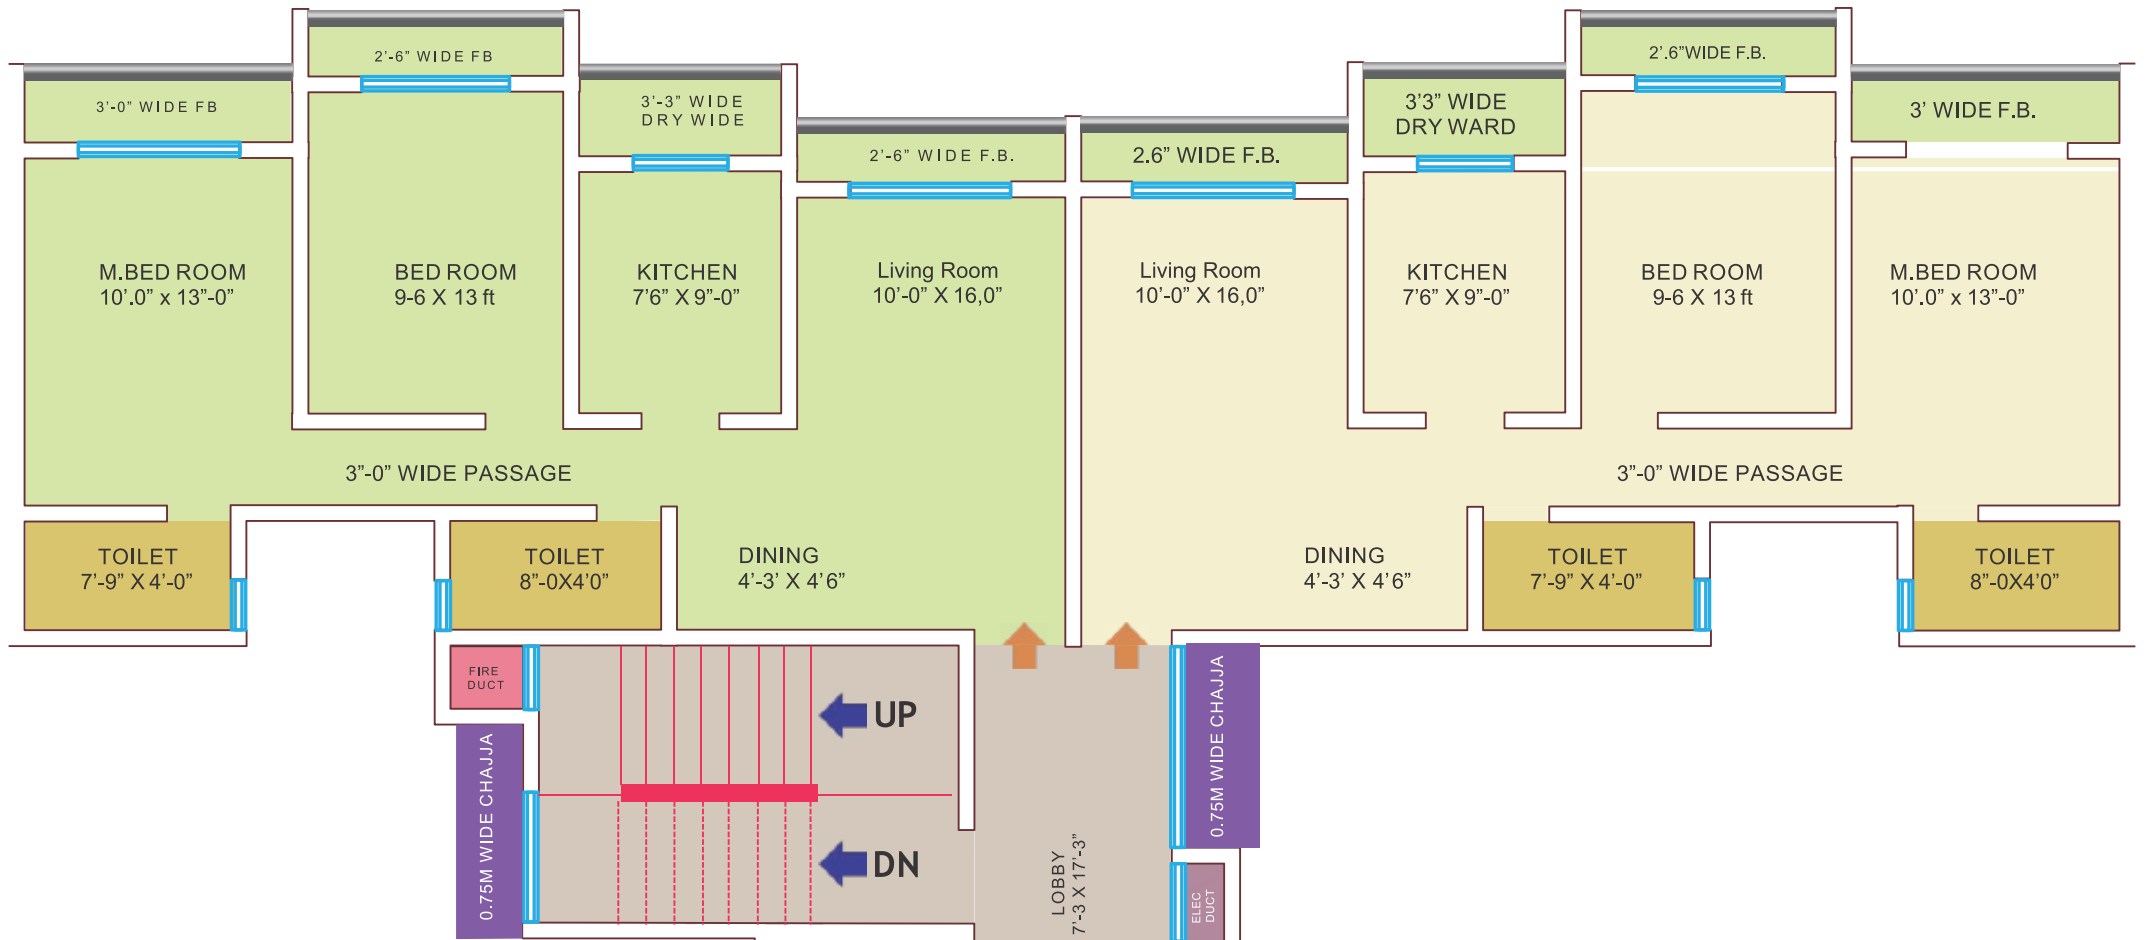 2'-6" WIDE FB
2'.6"WIDE F.B.
3'-0" WIDE FB
3'-3" WIDE
DRY WIDE
2'-6" WIDE F.B.
2.6" WIDE F.B.
3'3" WIDE
DRY WARD
3' WIDE F.B.
M.BED ROOM
10'.0" x 13"-0"
BED ROOM
9-6 X 13 ft
KITCHEN
7'6" X 9"-0"
Living Room
10'-0" X 16,0"
Living Room
10'-0" X 16,0"
KITCHEN
7'6" X 9"-0"
BED ROOM
9-6 X 13 ft
M.BED ROOM
10'.0" x 13"-0"
3"-0" WIDE PASSAGE
3"-0" WIDE PASSAGE
TOILET
7'-9" X 4'-0"
TOILET
8"-0X4'0"
DINING
4'-3' X 4'6"
DINING
4'-3' X 4'6"
TOILET
7'-9" X 4'-0"
TOILET
8"-0X4'0"
FIRE
DUCT
UP
DN
0.75M WIDE CHAJJA
0.75M WIDE CHAJJA
LOBBY
7'-3 X 17'-3"
ELEC
DUCT